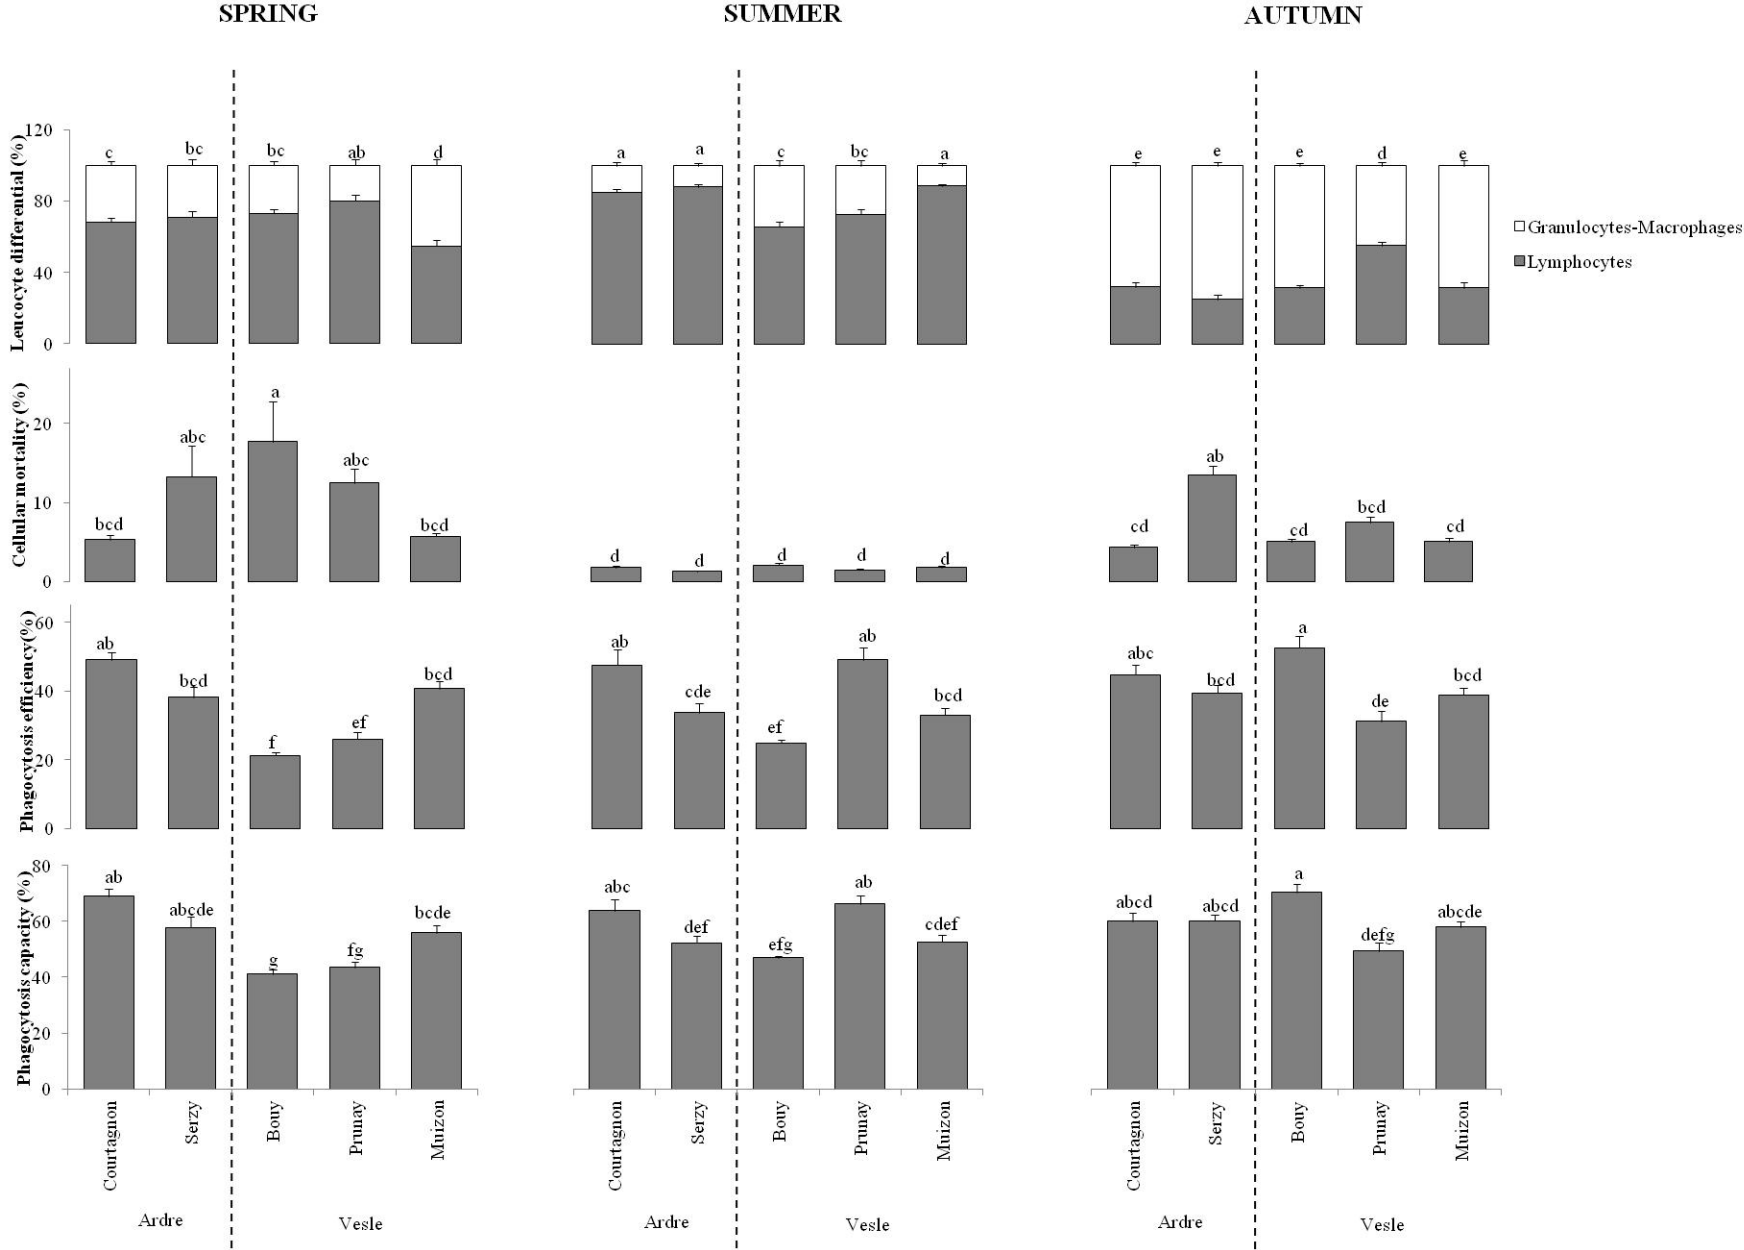 SPRING SUMMER AUTUMN
Leucocyte differential (%)
120
80
40
0
c bc bc ab d
a a c bc a
e e e d e
Granulocytes-Macrophages
Lymphocytes
Cellular mortality (%)
20
10
0
bcd abc a abc bcd
d d d d d
cd ab cd bcd cd
Phagocytosis efficiency(%)
60
40
20
0
ab bcd f ef bcd
ab cde ef ab bcd
abc bcd a de bcd
Phagocytosis capacity (%)
80
60
40
20
0
ab abcde g fg bcde
abc def efg ab cdef
abcd abcd a defg abcde
Courtagnon Serzy Bouy Prunay Muizon
Courtagnon Serzy Bouy Prunay Muizon
Courtagnon Serzy Bouy Prunay Muizon
Ardre Vesle Ardre Vesle Ardre Vesle